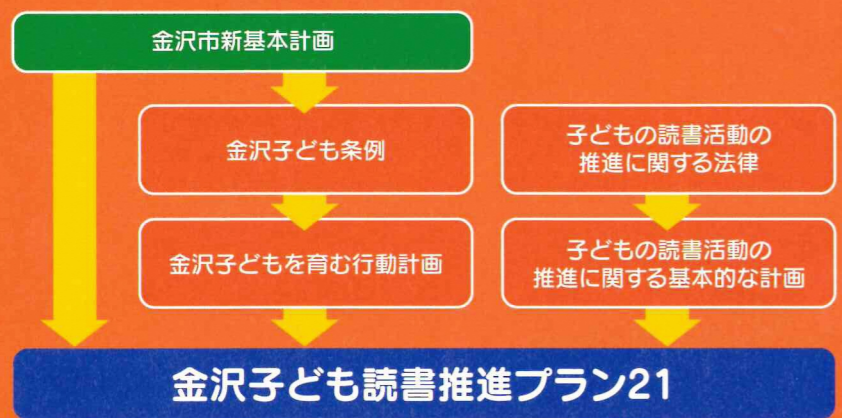 金沢市新基本計画
金沢子ども条例
子どもの読書活動の
推進に関する法律
金沢子どもを育む行動計画
子どもの読書活動の
推進に関する基本的な計画
金沢子ども読書推進プラン21